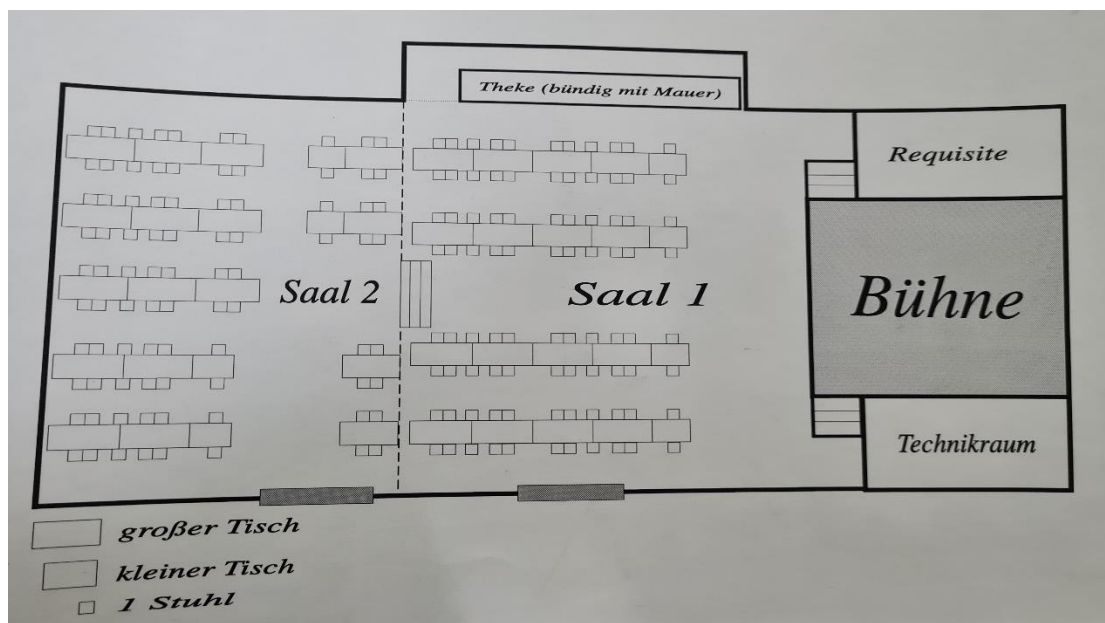 Theke (bündig mit Mauer)
Requisite
Saal 2
Saal 1
Bühne
Technikraum
großer Tisch
kleiner Tisch
1 Stuhl